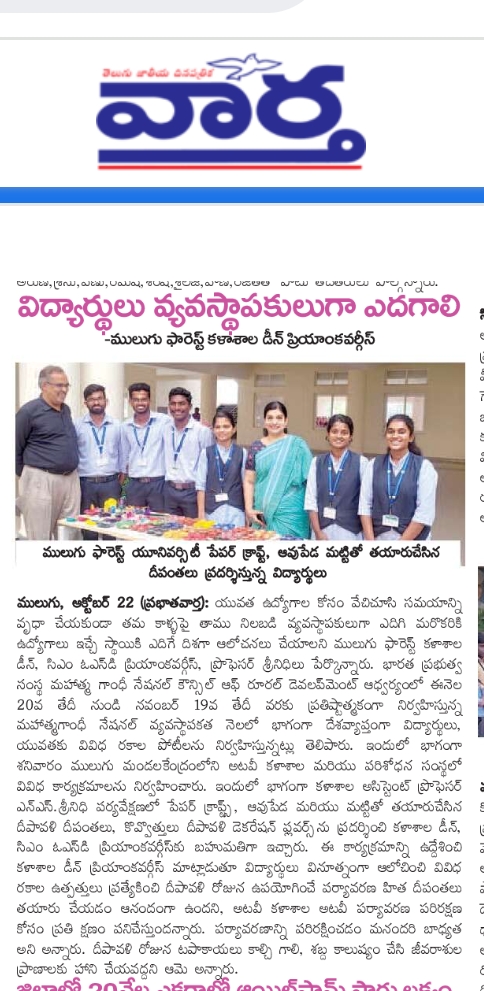 తెలుగు జాతీయ దినపత్రిక
వార్త
విద్యార్థులు వ్యవస్థాపకులుగా ఎదగాలి
-ములుగు ఫారెస్ట్ కళాశాల డీన్ ప్రియాంకవర్గీస్
ములుగు ఫారెస్ట్ యూనివర్సిటీ పేపర్ క్రాఫ్ట్, ఆవుపేడ మట్టితో తయారుచేసిన
దీపంతలు ప్రదర్శిస్తున్న విద్యార్థులు
ములుగు, అక్టోబర్ 22 (ప్రభాతవార్త): యువత ఉద్యోగాల కోసం వేచిచూసి సమయాన్ని
వృధా చేయకుండా తమ కాళ్ళపై తాము నిలబడి వ్యవస్థాపకులుగా ఎదిగి మరొకరికి
ఉద్యోగాలు ఇచ్చే స్థాయికి ఎదిగే దిశగా ఆలోచనలు చేయాలని ములుగు ఫారెస్ట్ కళాశాల
డీన్, సిఎం ఓఎస్‌డి ప్రియాంకవర్గీస్, ప్రొఫెసర్ శ్రీనిధిలు పేర్కొన్నారు. భారత ప్రభుత్వ
సంస్థ మహాత్మ గాంధీ నేషనల్ కౌన్సిల్ ఆఫ్ రూరల్ డెవలప్‌మెంట్ ఆధ్వర్యంలో ఈనెల
20వ తేదీ నుండి నవంబర్ 19వ తేదీ వరకు ప్రతిష్టాత్మకంగా నిర్వహిస్తున్న
మహాత్మగాంధీ నేషనల్ వ్యవస్థాపకత నెలలో భాగంగా దేశవ్యాప్తంగా విద్యార్థులు,
యువతకు వివిధ రకాల పోటీలను నిర్వహిస్తున్నట్లు తెలిపారు. ఇందులో భాగంగా
శనివారం ములుగు మండలకేంద్రంలోని అటవీ కళాశాల మరియు పరిశోధన సంస్థలో
వివిధ కార్యక్రమాలను నిర్వహించారు. ఇందులో భాగంగా కళాశాల అసిస్టెంట్ ప్రొఫెసర్
ఎన్ఎస్.శ్రీనిధి పర్యవేక్షణలో పేపర్ క్రాఫ్ట్స్, ఆవుపేడ మరియు మట్టితో తయారుచేసిన
దీపావళి దీపంతలు, కొవ్వొత్తులు దీపావళి డెకరేషన్ ఫ్లవర్స్‌ను ప్రదర్శించి కళాశాల డీన్,
సిఎం ఓఎస్‌డి ప్రియాంకవర్గీస్‌కు బహుమతిగా ఇచ్చారు. ఈ కార్యక్రమాన్ని ఉద్దేశించి
కళాశాల డీన్ ప్రియాంకవర్గీస్ మాట్లాడుతూ విద్యార్థులు వినూత్నంగా ఆలోచించి వివిధ
రకాల ఉత్పత్తులు ప్రత్యేకించి దీపావళి రోజున ఉపయోగించే పర్యావరణ హిత దీపంతలు
తయారు చేయడం ఆనందంగా ఉందని, అటవీ కళాశాల అటవీ పర్యావరణ పరిరక్షణ
కోసం ప్రతి క్షణం పనిచేస్తుందన్నారు. పర్యావరణాన్ని పరిరక్షించడం మనందరి బాధ్యత
అని అన్నారు. దీపావళి రోజున టపాకాయలు కాల్చి గాలి, శబ్ద కాలుష్యం చేసి జీవరాశుల
ప్రాణాలకు హాని చేయవద్దని ఆమె అన్నారు.